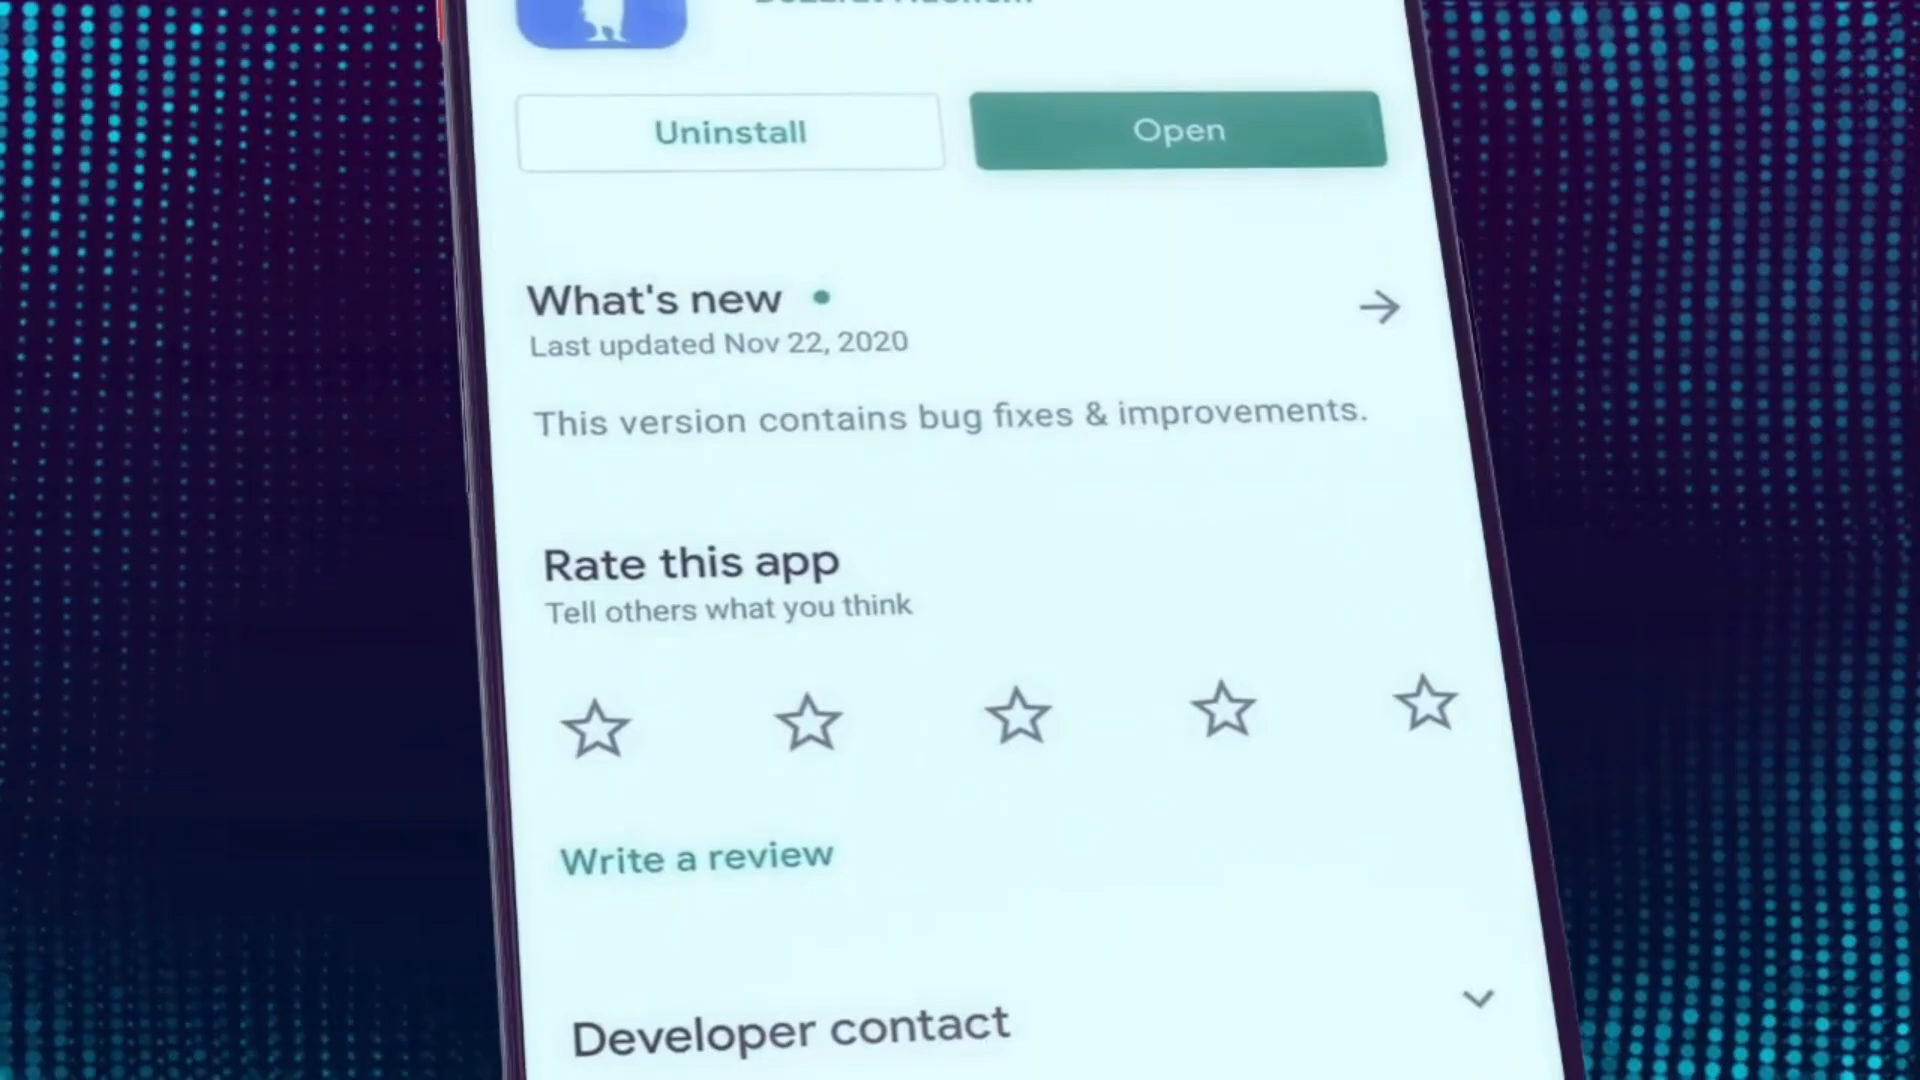 Uninstall
Open
What's new
Last updated Nov 22, 2020
This version contains bug fixes & improvements.
Rate this app
Tell others what you think
Write a review
Developer contact